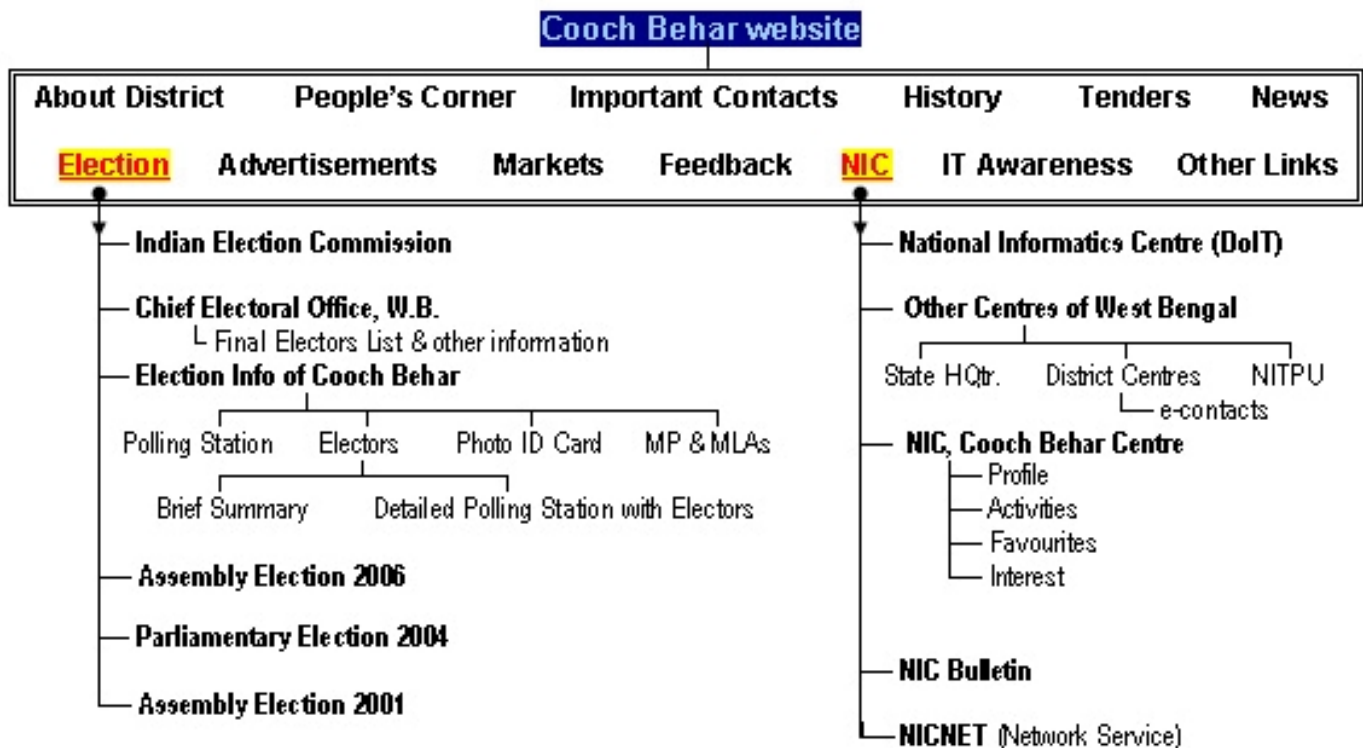 Cooch Behar website
About District People's Corner Important Contacts History Tenders News
Election Advertisements Markets Feedback NIC IT Awareness Other Links
Indian Election Commission
Chief Electoral Office, W.B.
Final Electors List & other information
Election Info of Cooch Behar
Polling Station Electors Photo ID Card MP & MLAs
Brief Summary Detailed Polling Station with Electors
Assembly Election 2006
Parliamentary Election 2004
Assembly Election 2001
National Informatics Centre (DoIT)
Other Centres of West Bengal
State HQtr. District Centres NITPU
e-contacts
NIC, Cooch Behar Centre
Profile
Activities
Favourites
Interest
NIC Bulletin
NICNET (Network Service)